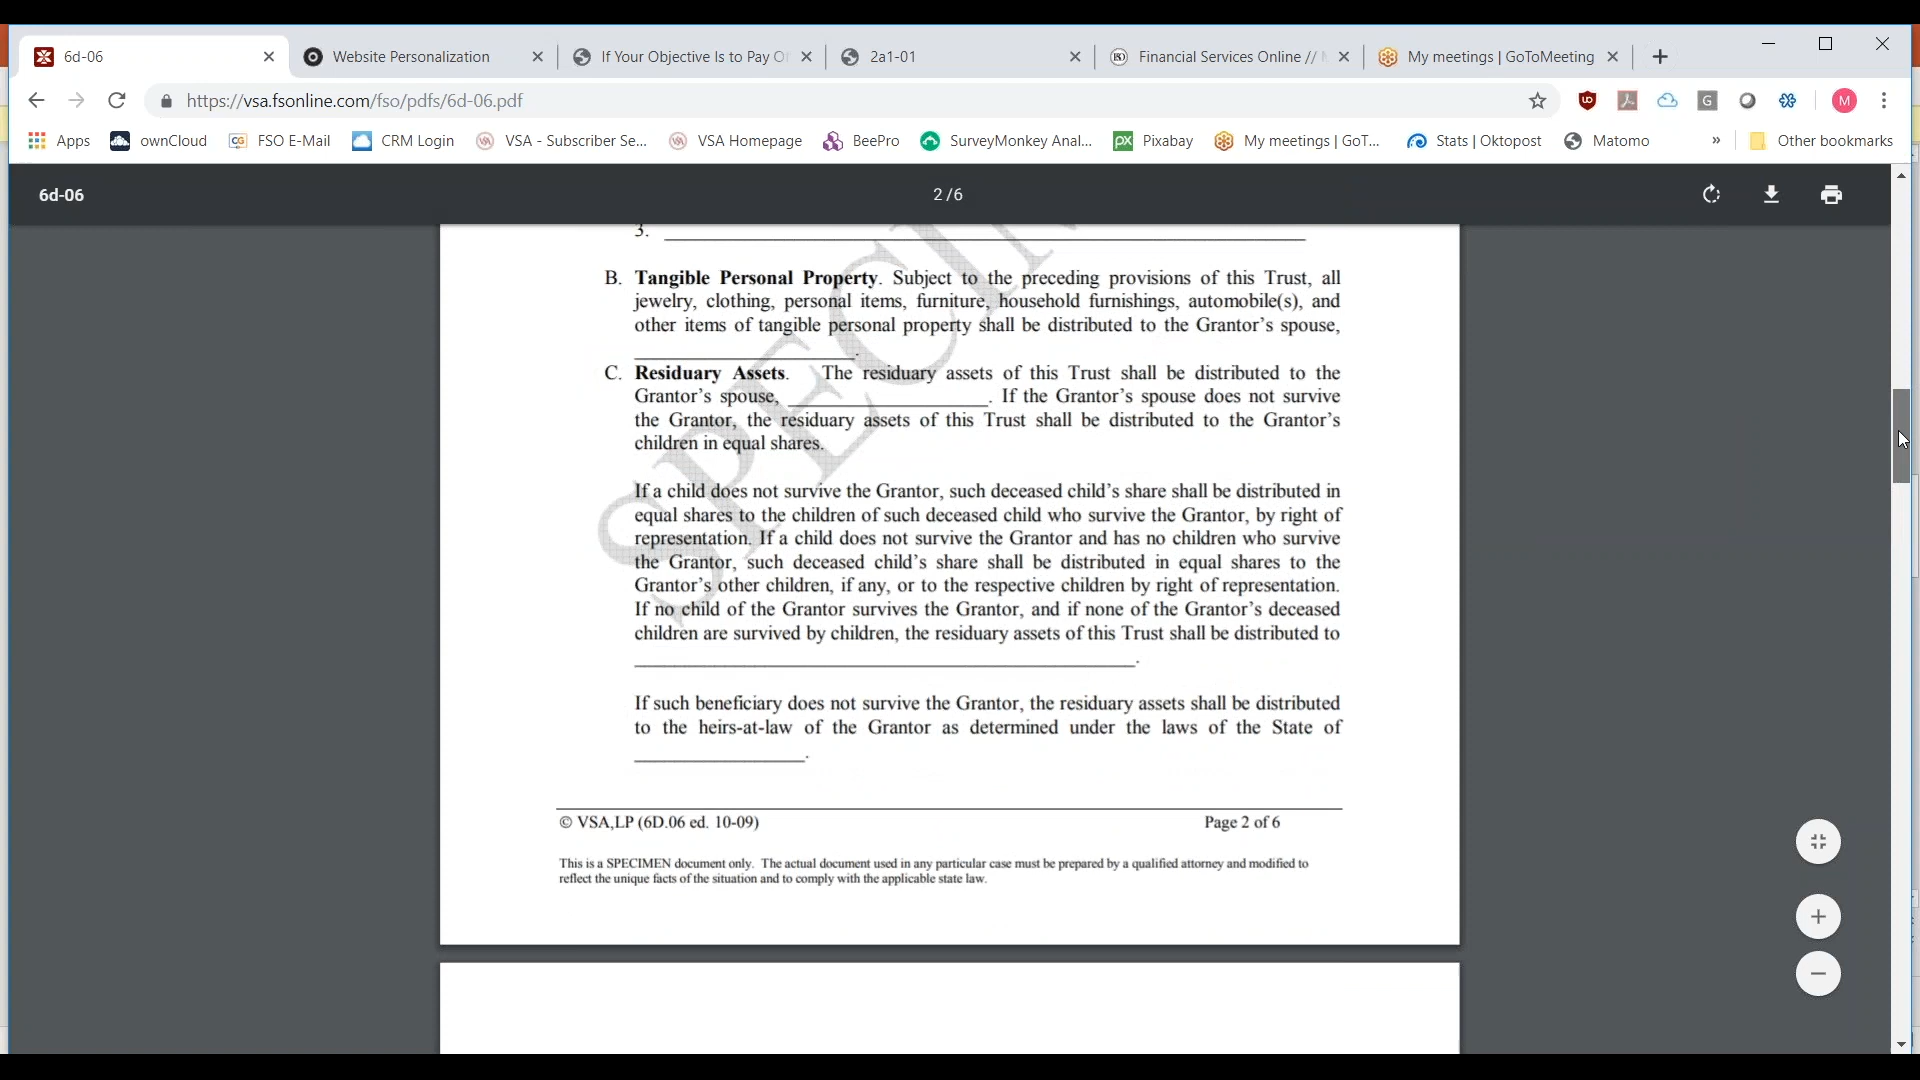 6d-06
Website Personalization
If Your Objective Is to Pay O
2a1-01
Financial Services Online //
My meetings | GoToMeeting
https://vsa.fsonline.com/fso/pdfs/6d-06.pdf
M
Apps
ownCloud
FSO E-Mail
CRM Login
VSA - Subscriber Se...
VSA Homepage
BeePro
SurveyMonkey Anal...
Pixabay
My meetings | GoT...
Stats | Oktopost
Matomo
»
Other bookmarks
6d-06
2 / 6
3.
B. Tangible Personal Property. Subject to the preceding provisions of this Trust, all
jewelry, clothing, personal items, furniture, household furnishings, automobile(s), and
other items of tangible personal property shall be distributed to the Grantor's spouse,
______________________.
C. Residuary Assets. The residuary assets of this Trust shall be distributed to the
Grantor's spouse, ____________________. If the Grantor's spouse does not survive
the Grantor, the residuary assets of this Trust shall be distributed to the Grantor's
children in equal shares.
If a child does not survive the Grantor, such deceased child's share shall be distributed in
equal shares to the children of such deceased child who survive the Grantor, by right of
representation. If a child does not survive the Grantor and has no children who survive
the Grantor, such deceased child's share shall be distributed in equal shares to the
Grantor's other children, if any, or to the respective children by right of representation.
If no child of the Grantor survives the Grantor, and if none of the Grantor's deceased
children are survived by children, the residuary assets of this Trust shall be distributed to
__________________________________________________.
If such beneficiary does not survive the Grantor, the residuary assets shall be distributed
to the heirs-at-law of the Grantor as determined under the laws of the State of
_________________.
© VSA,LP (6D.06 ed. 10-09)
Page 2 of 6
This is a SPECIMEN document only. The actual document used in any particular case must be prepared by a qualified attorney and modified to
reflect the unique facts of the situation and to comply with the applicable state law.